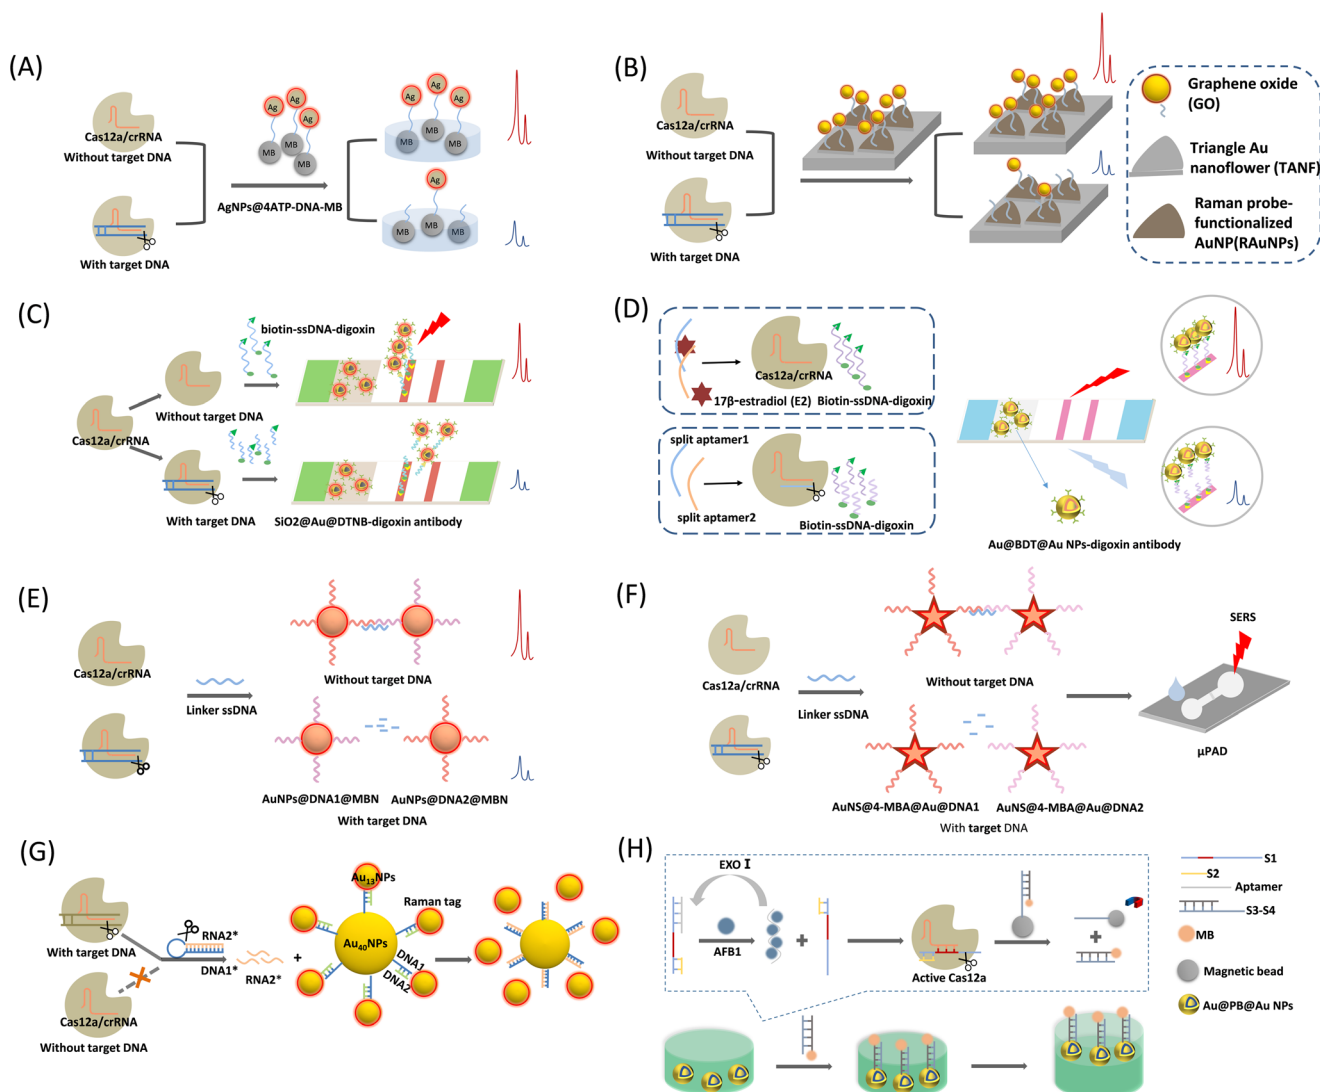 (A)
Cas12a/crRNA
Without target DNA
With target DNA
Ag
Ag
Ag
MB
MB
MB
AgNPs@4ATP-DNA-MB
Ag
Ag
Ag
MB
MB
MB
Ag
MB
MB
MB
(B)
Cas12a/crRNA
Without target DNA
With target DNA
Graphene oxide
(GO)
Triangle Au
nanoflower (TANF)
Raman probe-
functionalized
AuNP(RAuNPs)
(C)
Cas12a/crRNA
biotin-ssDNA-digoxin
Without target DNA
With target DNA
SiO2@Au@DTNB-digoxin antibody
(D)
Cas12a/crRNA
17β-estradiol (E2)
Biotin-ssDNA-digoxin
split aptamer1
split aptamer2
Biotin-ssDNA-digoxin
Au@BDT@Au NPs-digoxin antibody
(E)
Cas12a/crRNA
Linker ssDNA
Without target DNA
AuNPs@DNA1@MBN
AuNPs@DNA2@MBN
With target DNA
(F)
Cas12a/crRNA
Linker ssDNA
Without target DNA
AuNS@4-MBA@Au@DNA1
AuNS@4-MBA@Au@DNA2
With target DNA
SERS
μPAD
(G)
With target DNA
Cas12a/crRNA
Without target DNA
RNA2*
DNA1*
RNA2*
+
Au13NPs
Raman tag
Au40NPs
DNA1
DNA2
(H)
EXO I
AFB1
+
Active Cas12a
+
S1
S2
Aptamer
S3-S4
MB
Magnetic bead
Au@PB@Au NPs